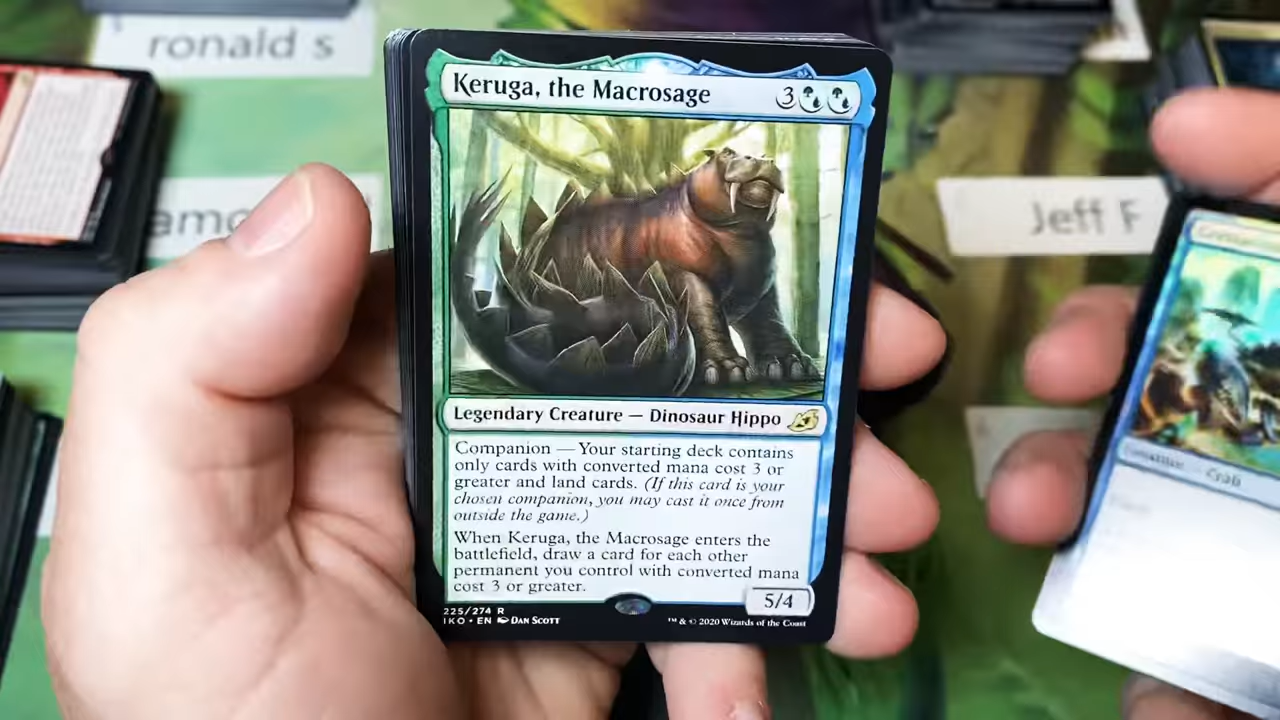 ronald s
Jeff F
Keruga, the Macrosage
3
Legendary Creature — Dinosaur Hippo
Companion — Your starting deck contains
only cards with converted mana cost 3 or
greater and land cards. (If this card is your
chosen companion, you may cast it once from
outside the game.)
When Keruga, the Macrosage enters the
battlefield, draw a card for each other
permanent you control with converted mana
cost 3 or greater.
5/4
225/274 R
IKO • EN DAN SCOTT
™ & © 2020 Wizards of the Coast